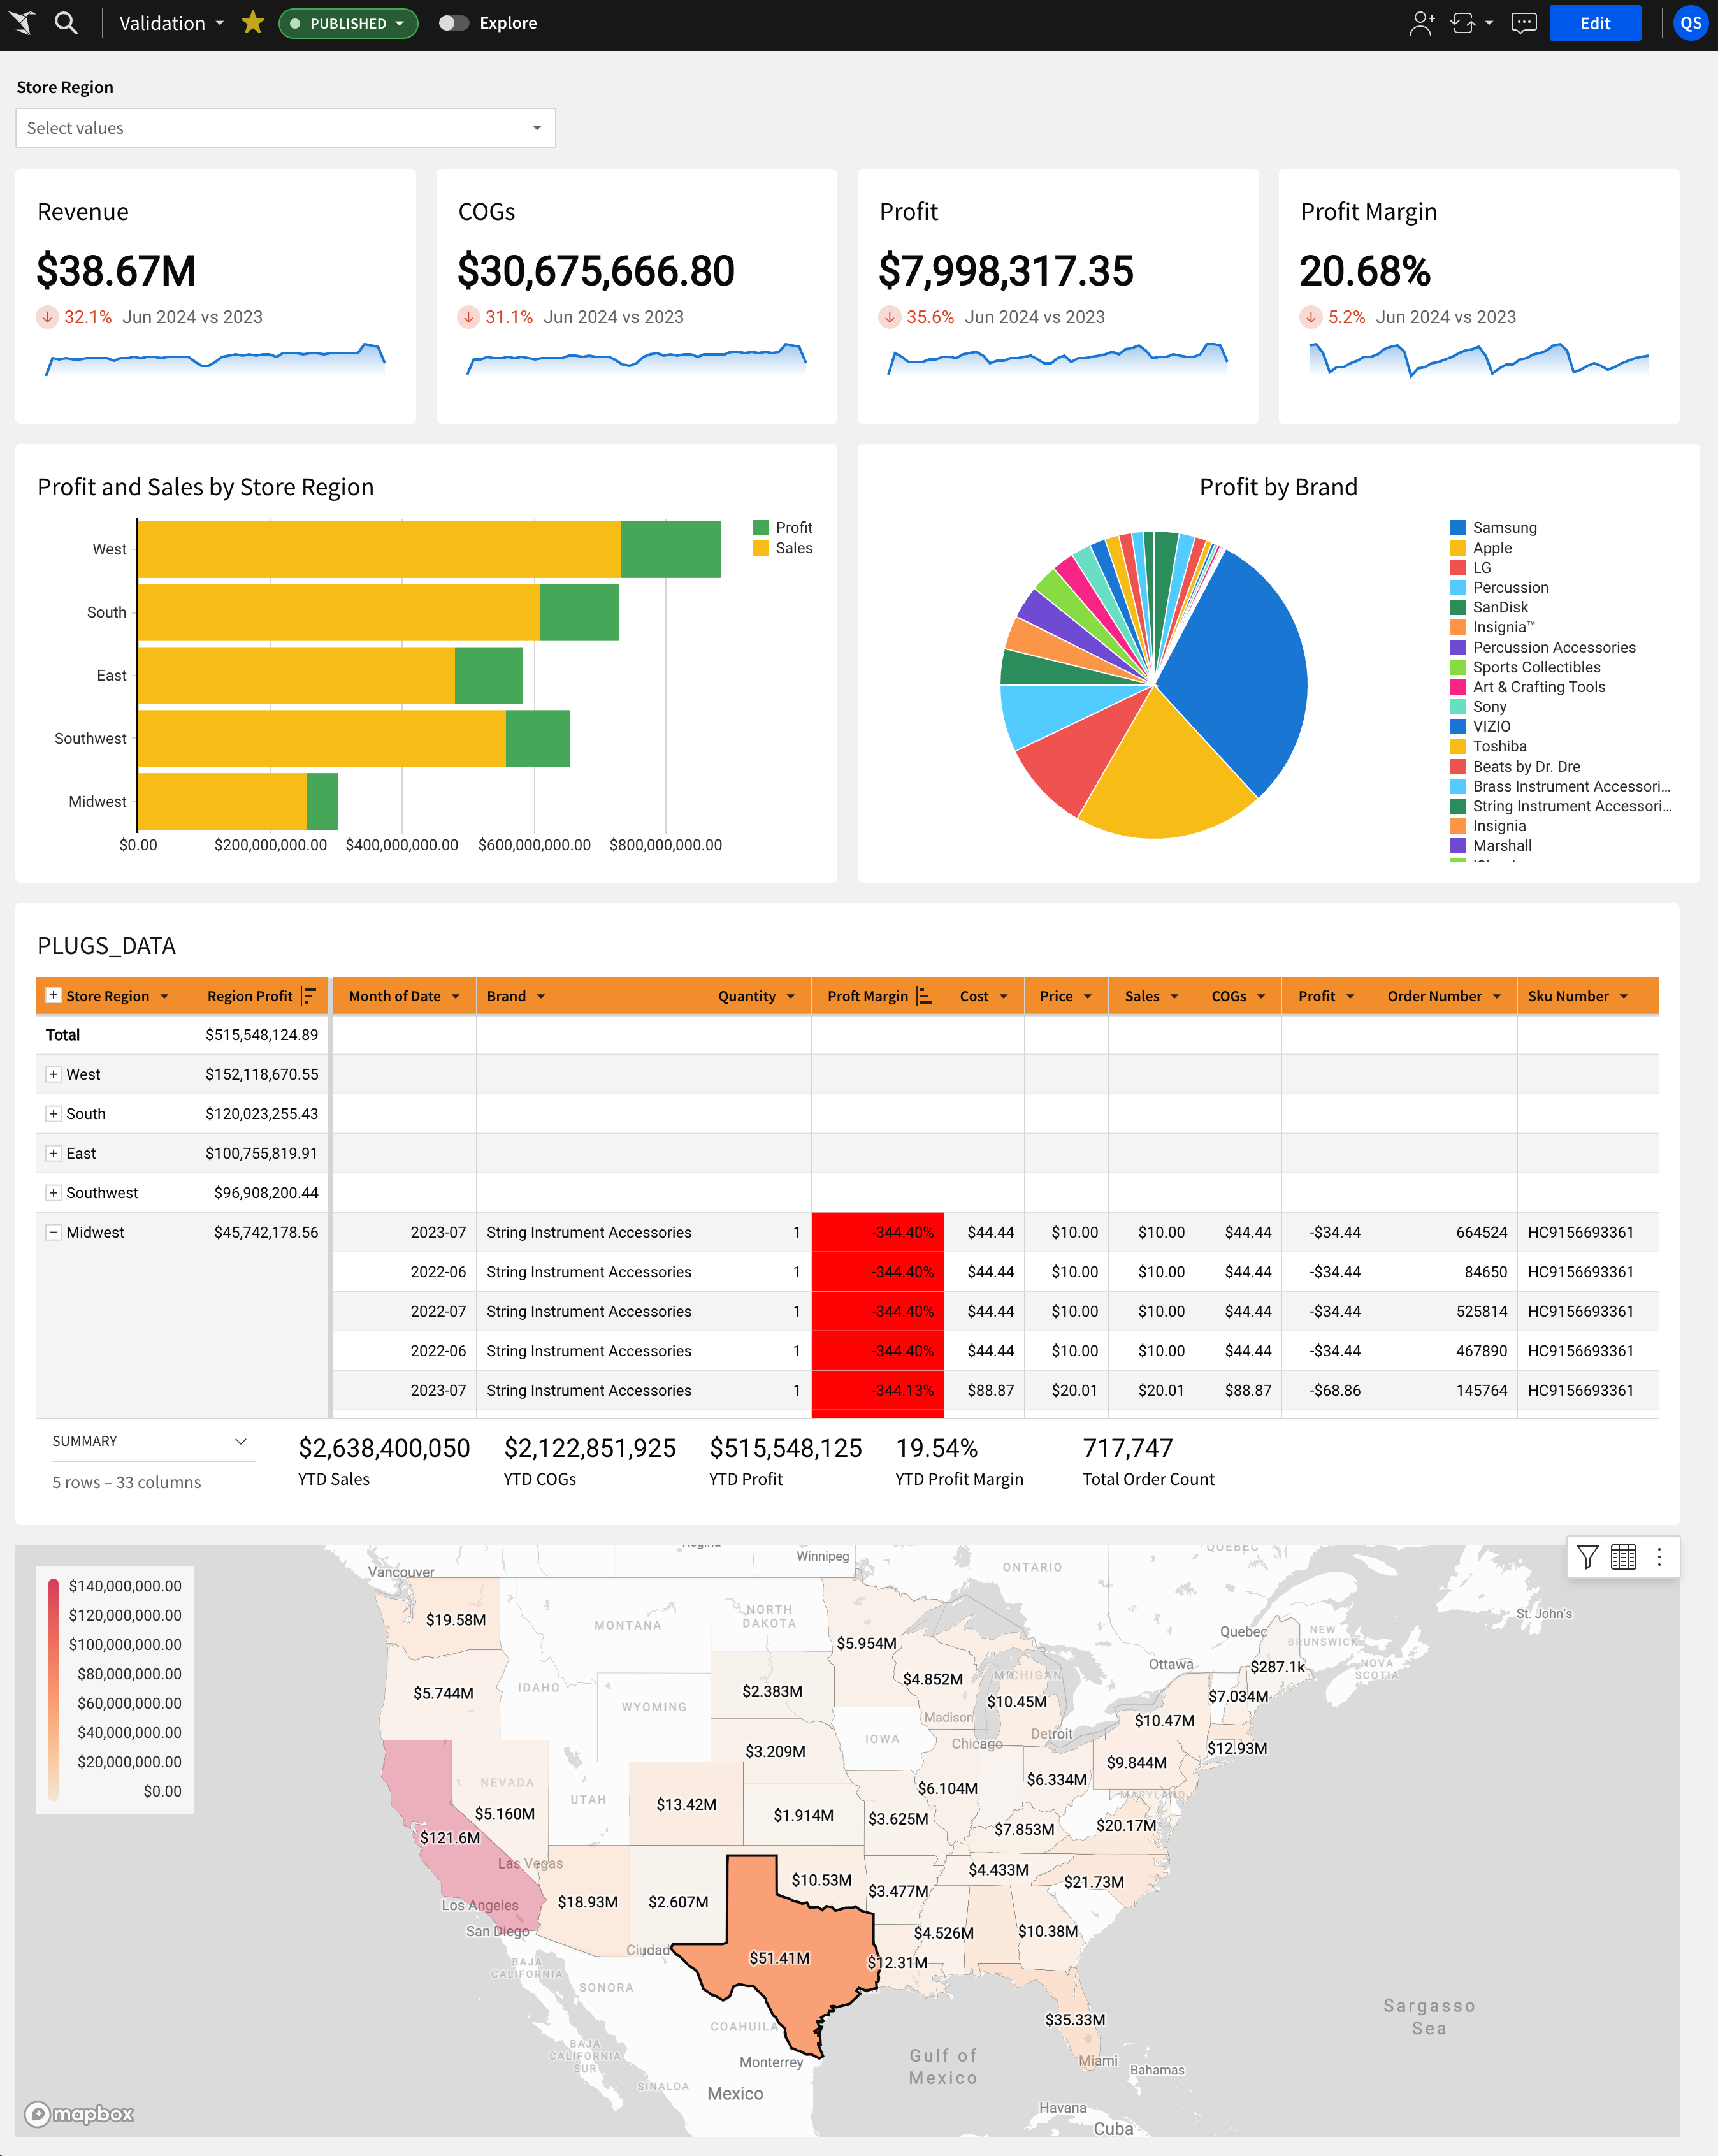 Validation
PUBLISHED
Explore
Edit
QS
Store Region
Select values
Revenue
$38.67M
32.1% Jun 2024 vs 2023
COGs
$30,675,666.80
31.1% Jun 2024 vs 2023
Profit
$7,998,317.35
35.6% Jun 2024 vs 2023
Profit Margin
20.68%
5.2% Jun 2024 vs 2023
Profit and Sales by Store Region
West
South
East
Southwest
Midwest
$0.00 $200,000,000.00 $400,000,000.00 $600,000,000.00 $800,000,000.00
Profit
Sales
Profit by Brand
Samsung
Apple
LG
Percussion
SanDisk
Insignia™
Percussion Accessories
Sports Collectibles
Art & Crafting Tools
Sony
VIZIO
Toshiba
Beats by Dr. Dre
Brass Instrument Accessori...
String Instrument Accessori...
Insignia
Marshall
PLUGS_DATA
Store Region Region Profit Month of Date Brand Quantity Proft Margin Cost Price Sales COGs Profit Order Number Sku Number
Total $515,548,124.89
West $152,118,670.55
South $120,023,255.43
East $100,755,819.91
Southwest $96,908,200.44
Midwest $45,742,178.56 2023-07 String Instrument Accessories 1 -344.40% $44.44 $10.00 $10.00 $44.44 -$34.44 664524 HC9156693361
2022-06 String Instrument Accessories 1 -344.40% $44.44 $10.00 $10.00 $44.44 -$34.44 84650 HC9156693361
2022-07 String Instrument Accessories 1 -344.40% $44.44 $10.00 $10.00 $44.44 -$34.44 525814 HC9156693361
2022-06 String Instrument Accessories 1 -344.40% $44.44 $10.00 $10.00 $44.44 -$34.44 467890 HC9156693361
2023-07 String Instrument Accessories 1 -344.13% $88.87 $20.01 $20.01 $88.87 -$68.86 145764 HC9156693361
SUMMARY
5 rows – 33 columns
$2,638,400,050
YTD Sales
$2,122,851,925
YTD COGs
$515,548,125
YTD Profit
19.54%
YTD Profit Margin
717,747
Total Order Count
$140,000,000.00
$120,000,000.00
$100,000,000.00
$80,000,000.00
$60,000,000.00
$40,000,000.00
$20,000,000.00
$0.00
Winnipeg
QUEBEC
ONTARIO
Vancouver
NORTH
DAKOTA
St. John's
$19.58M
MONTANA
Quebec
NEW
BRUNSWICK
$5.954M
Ottawa
$287.1k
NOVA
SCOTIA
$4.852M
MICHIGAN
IDAHO
$5.744M
$2.383M
$7.034M
$10.45M
WYOMING
Madison
$10.47M
Detroit
IOWA
Chicago
$12.93M
$3.209M
$9.844M
NEVADA
$6.334M
$6.104M
MARYLAND
UTAH
$13.42M
$5.160M
$1.914M
$3.625M
$7.853M
$20.17M
$121.6M
Las Vegas
$4.433M
$10.53M
$21.73M
$3.477M
$18.93M
$2.607M
Los Angeles
San Diego
$4.526M
$10.38M
Ciudad
$51.41M
$12.31M
BAJA
CALIFORNIA
SONORA
Sargasso
Sea
$35.33M
COAHUILA
BAJA
CALIFORNIA
SUR
Gulf of
Mexico
Monterrey
Miami
Bahamas
SINALOA
Mexico
Havana
Cuba
mapbox